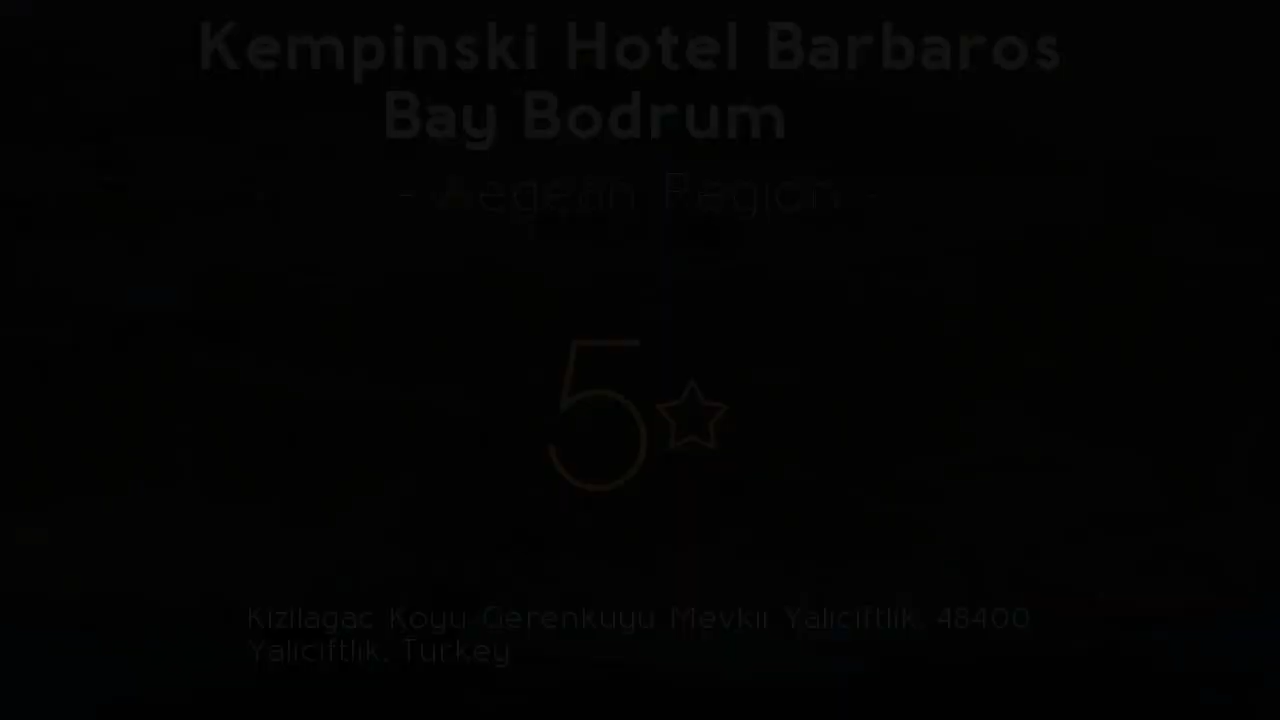 Kempinski Hotel Barbaros
Bay Bodrum
- Aegean Region -
5
Kizilagac Koyu Gerenkuyu Mevkii Yaliciftlik, 48400
Yaliciftlik, Turkey